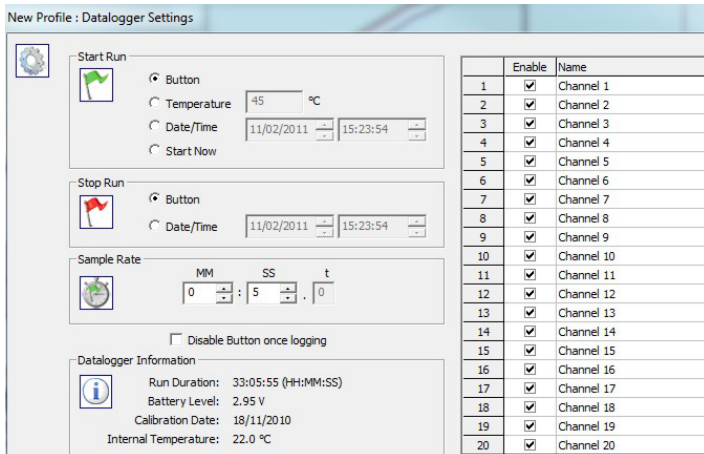 New Profile : Datalogger Settings
Start Run
Button
Temperature 45 ºC
Date/Time 11/02/2011 15:23:54
Start Now
Stop Run
Button
Date/Time 11/02/2011 15:23:54
Sample Rate
MM SS t
0 : 5 . 0
Disable Button once logging
Datalogger Information
Run Duration: 33:05:55 (HH:MM:SS)
Battery Level: 2.95 V
Calibration Date: 18/11/2010
Internal Temperature: 22.0 ºC
Enable Name
1 Channel 1
2 Channel 2
3 Channel 3
4 Channel 4
5 Channel 5
6 Channel 6
7 Channel 7
8 Channel 8
9 Channel 9
10 Channel 10
11 Channel 11
12 Channel 12
13 Channel 13
14 Channel 14
15 Channel 15
16 Channel 16
17 Channel 17
18 Channel 18
19 Channel 19
20 Channel 20